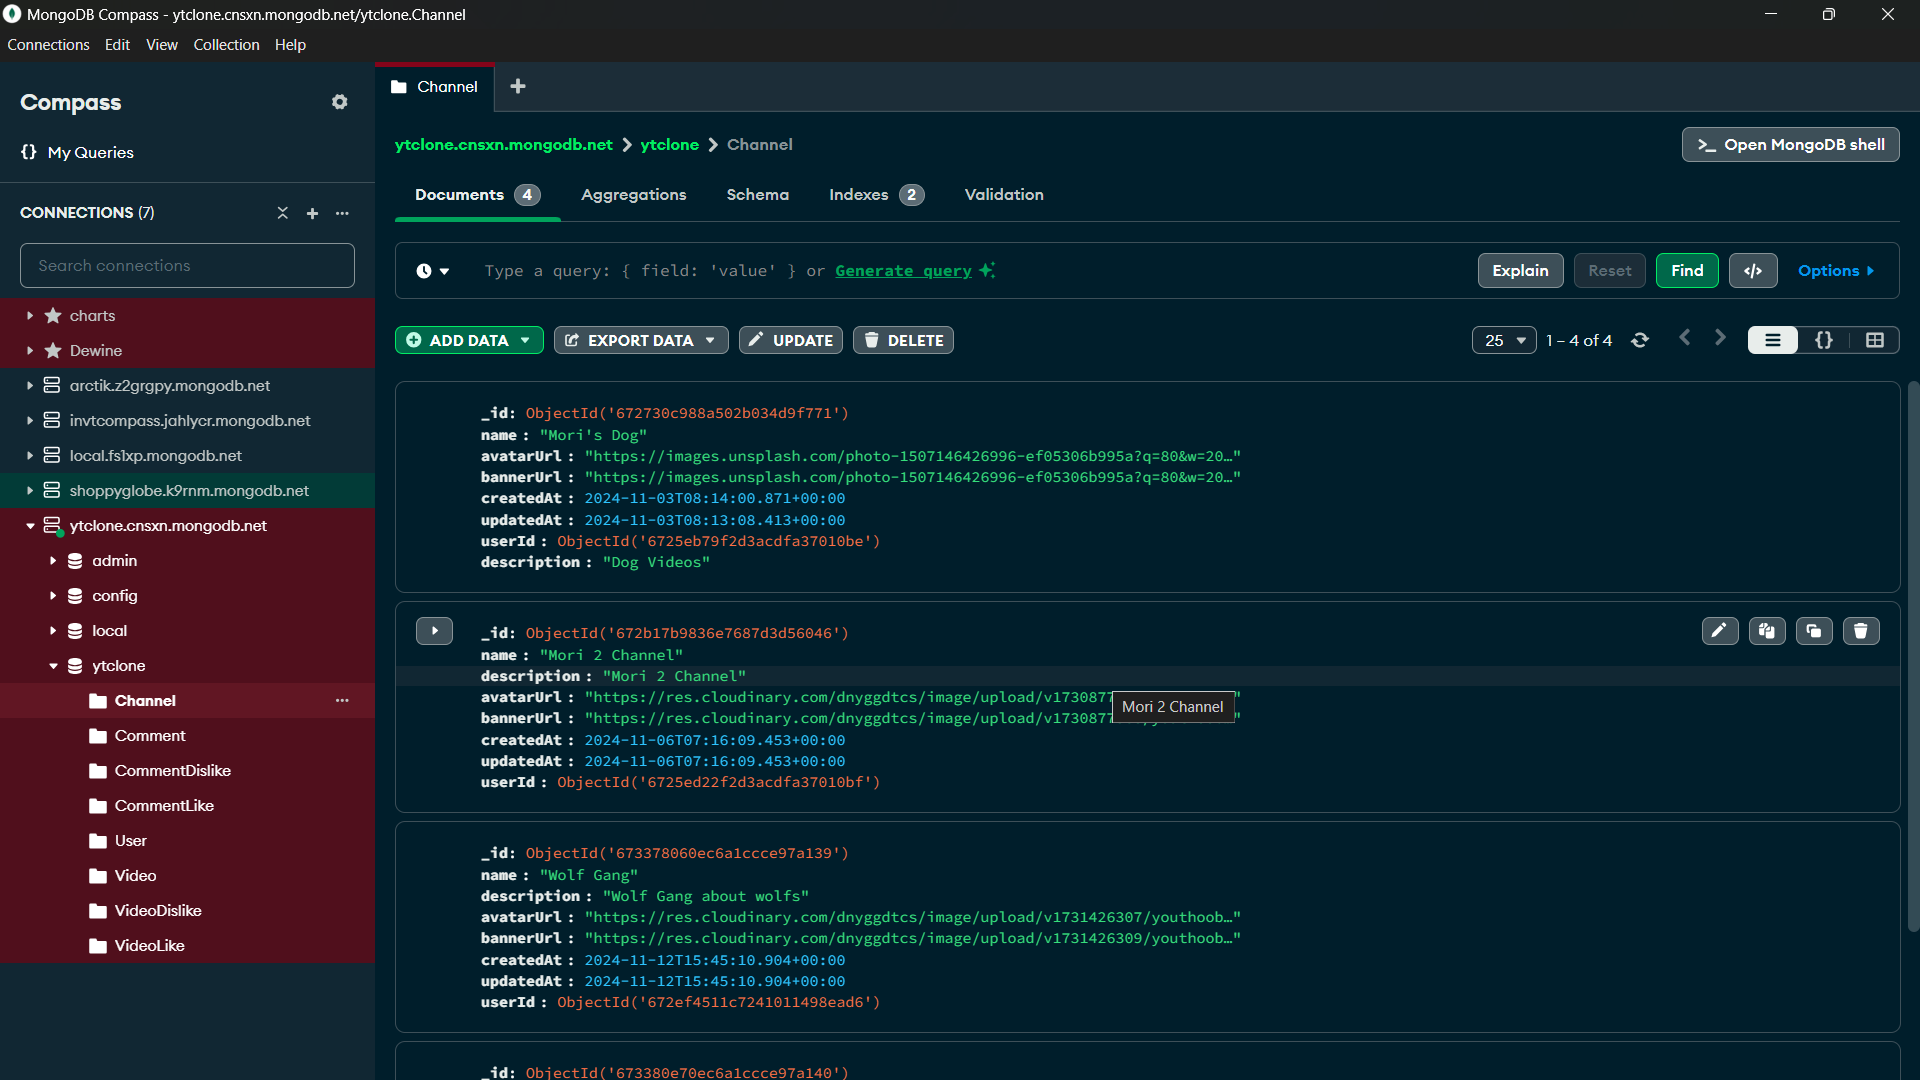 MongoDB Compass - ytclone.cnsxn.mongodb.net/ytclone.Channel
Connections Edit View Collection Help
Compass
{} My Queries
CONNECTIONS (7)
Search connections
charts
Dewine
arctik.z2grgpy.mongodb.net
invtcompass.jahlycr.mongodb.net
local.fs1xp.mongodb.net
shoppyglobe.k9rnm.mongodb.net
ytclone.cnsxn.mongodb.net
admin
config
local
ytclone
Channel
Comment
CommentDislike
CommentLike
User
Video
VideoDislike
VideoLike
Channel
ytclone.cnsxn.mongodb.net > ytclone > Channel
>_ Open MongoDB shell
Documents 4 Aggregations Schema Indexes 2 Validation
Type a query: { field: 'value' } or Generate query
Explain Reset Find </> Options
ADD DATA EXPORT DATA UPDATE DELETE
25 1 – 4 of 4
_id: ObjectId('672730c988a502b034d9f771')
name : "Mori's Dog"
avatarUrl : "https://images.unsplash.com/photo-1507146426996-ef05306b995a?q=80&w=20…"
bannerUrl : "https://images.unsplash.com/photo-1507146426996-ef05306b995a?q=80&w=20…"
createdAt : 2024-11-03T08:14:00.871+00:00
updatedAt : 2024-11-03T08:13:08.413+00:00
userId : ObjectId('6725eb79f2d3acdfa37010be')
description : "Dog Videos"
_id: ObjectId('672b17b9836e7687d3d56046')
name : "Mori 2 Channel"
description : "Mori 2 Channel"
avatarUrl : "https://res.cloudinary.com/dnyggdtcs/image/upload/v1730877
bannerUrl : "https://res.cloudinary.com/dnyggdtcs/image/upload/v173087
Mori 2 Channel
createdAt : 2024-11-06T07:16:09.453+00:00
updatedAt : 2024-11-06T07:16:09.453+00:00
userId : ObjectId('6725ed22f2d3acdfa37010bf')
_id: ObjectId('673378060ec6a1ccce97a139')
name : "Wolf Gang"
description : "Wolf Gang about wolfs"
avatarUrl : "https://res.cloudinary.com/dnyggdtcs/image/upload/v1731426307/youthoob…"
bannerUrl : "https://res.cloudinary.com/dnyggdtcs/image/upload/v1731426309/youthoob…"
createdAt : 2024-11-12T15:45:10.904+00:00
updatedAt : 2024-11-12T15:45:10.904+00:00
userId : ObjectId('672ef4511c7241011498ead6')
_id: ObjectId('673380e70ec6a1ccce97a140')